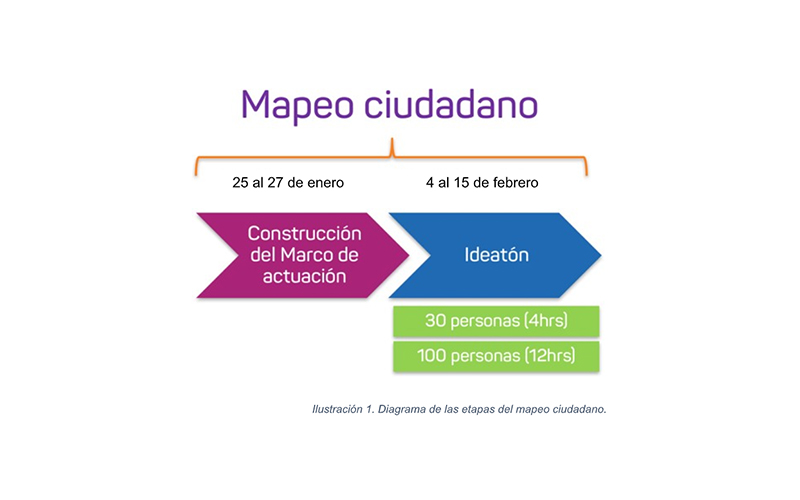 Mapeo ciudadano
25 al 27 de enero
4 al 15 de febrero
Construcción
del Marco de
actuación
Ideatón
30 personas (4hrs)
100 personas (12hrs)
Ilustración 1. Diagrama de las etapas del mapeo ciudadano.